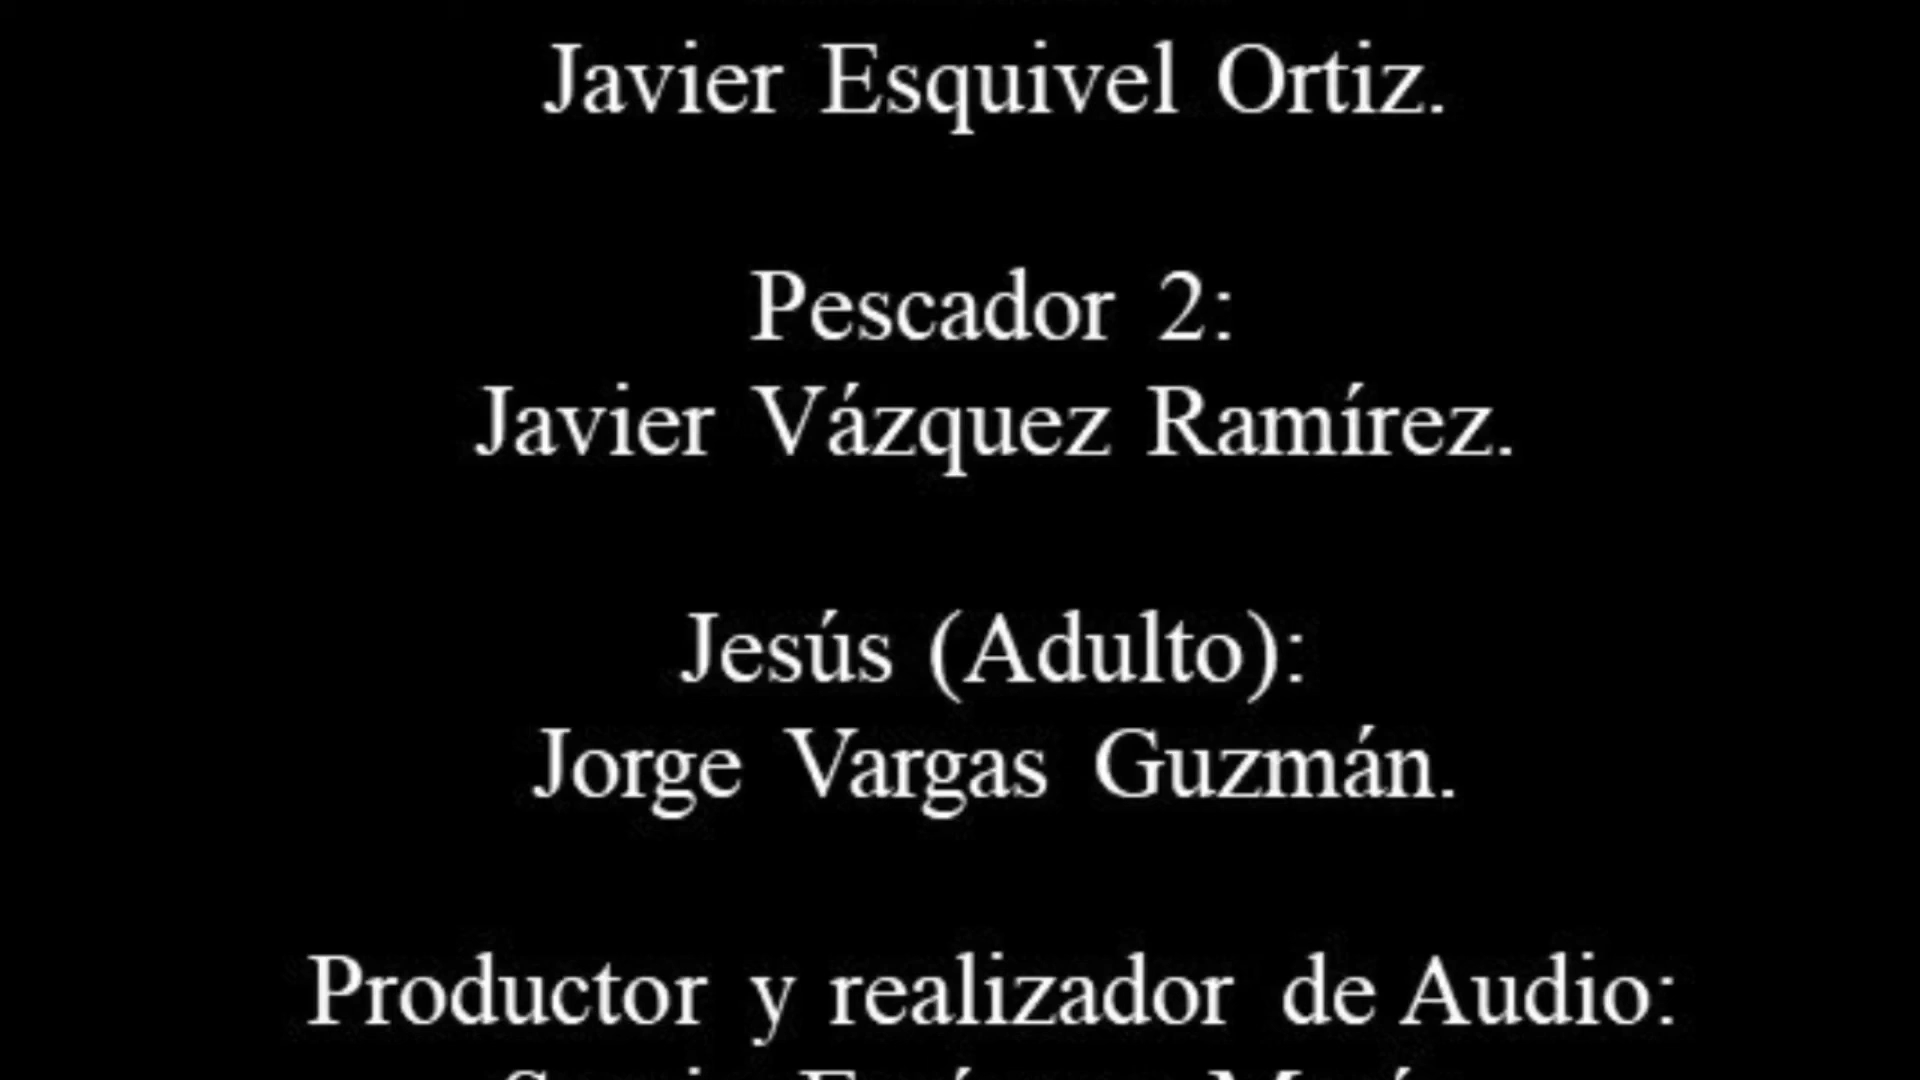 Javier Esquivel Ortiz.
Pescador 2:
Javier Vázquez Ramírez.
Jesús (Adulto):
Jorge Vargas Guzmán.
Productor y realizador de Audio: